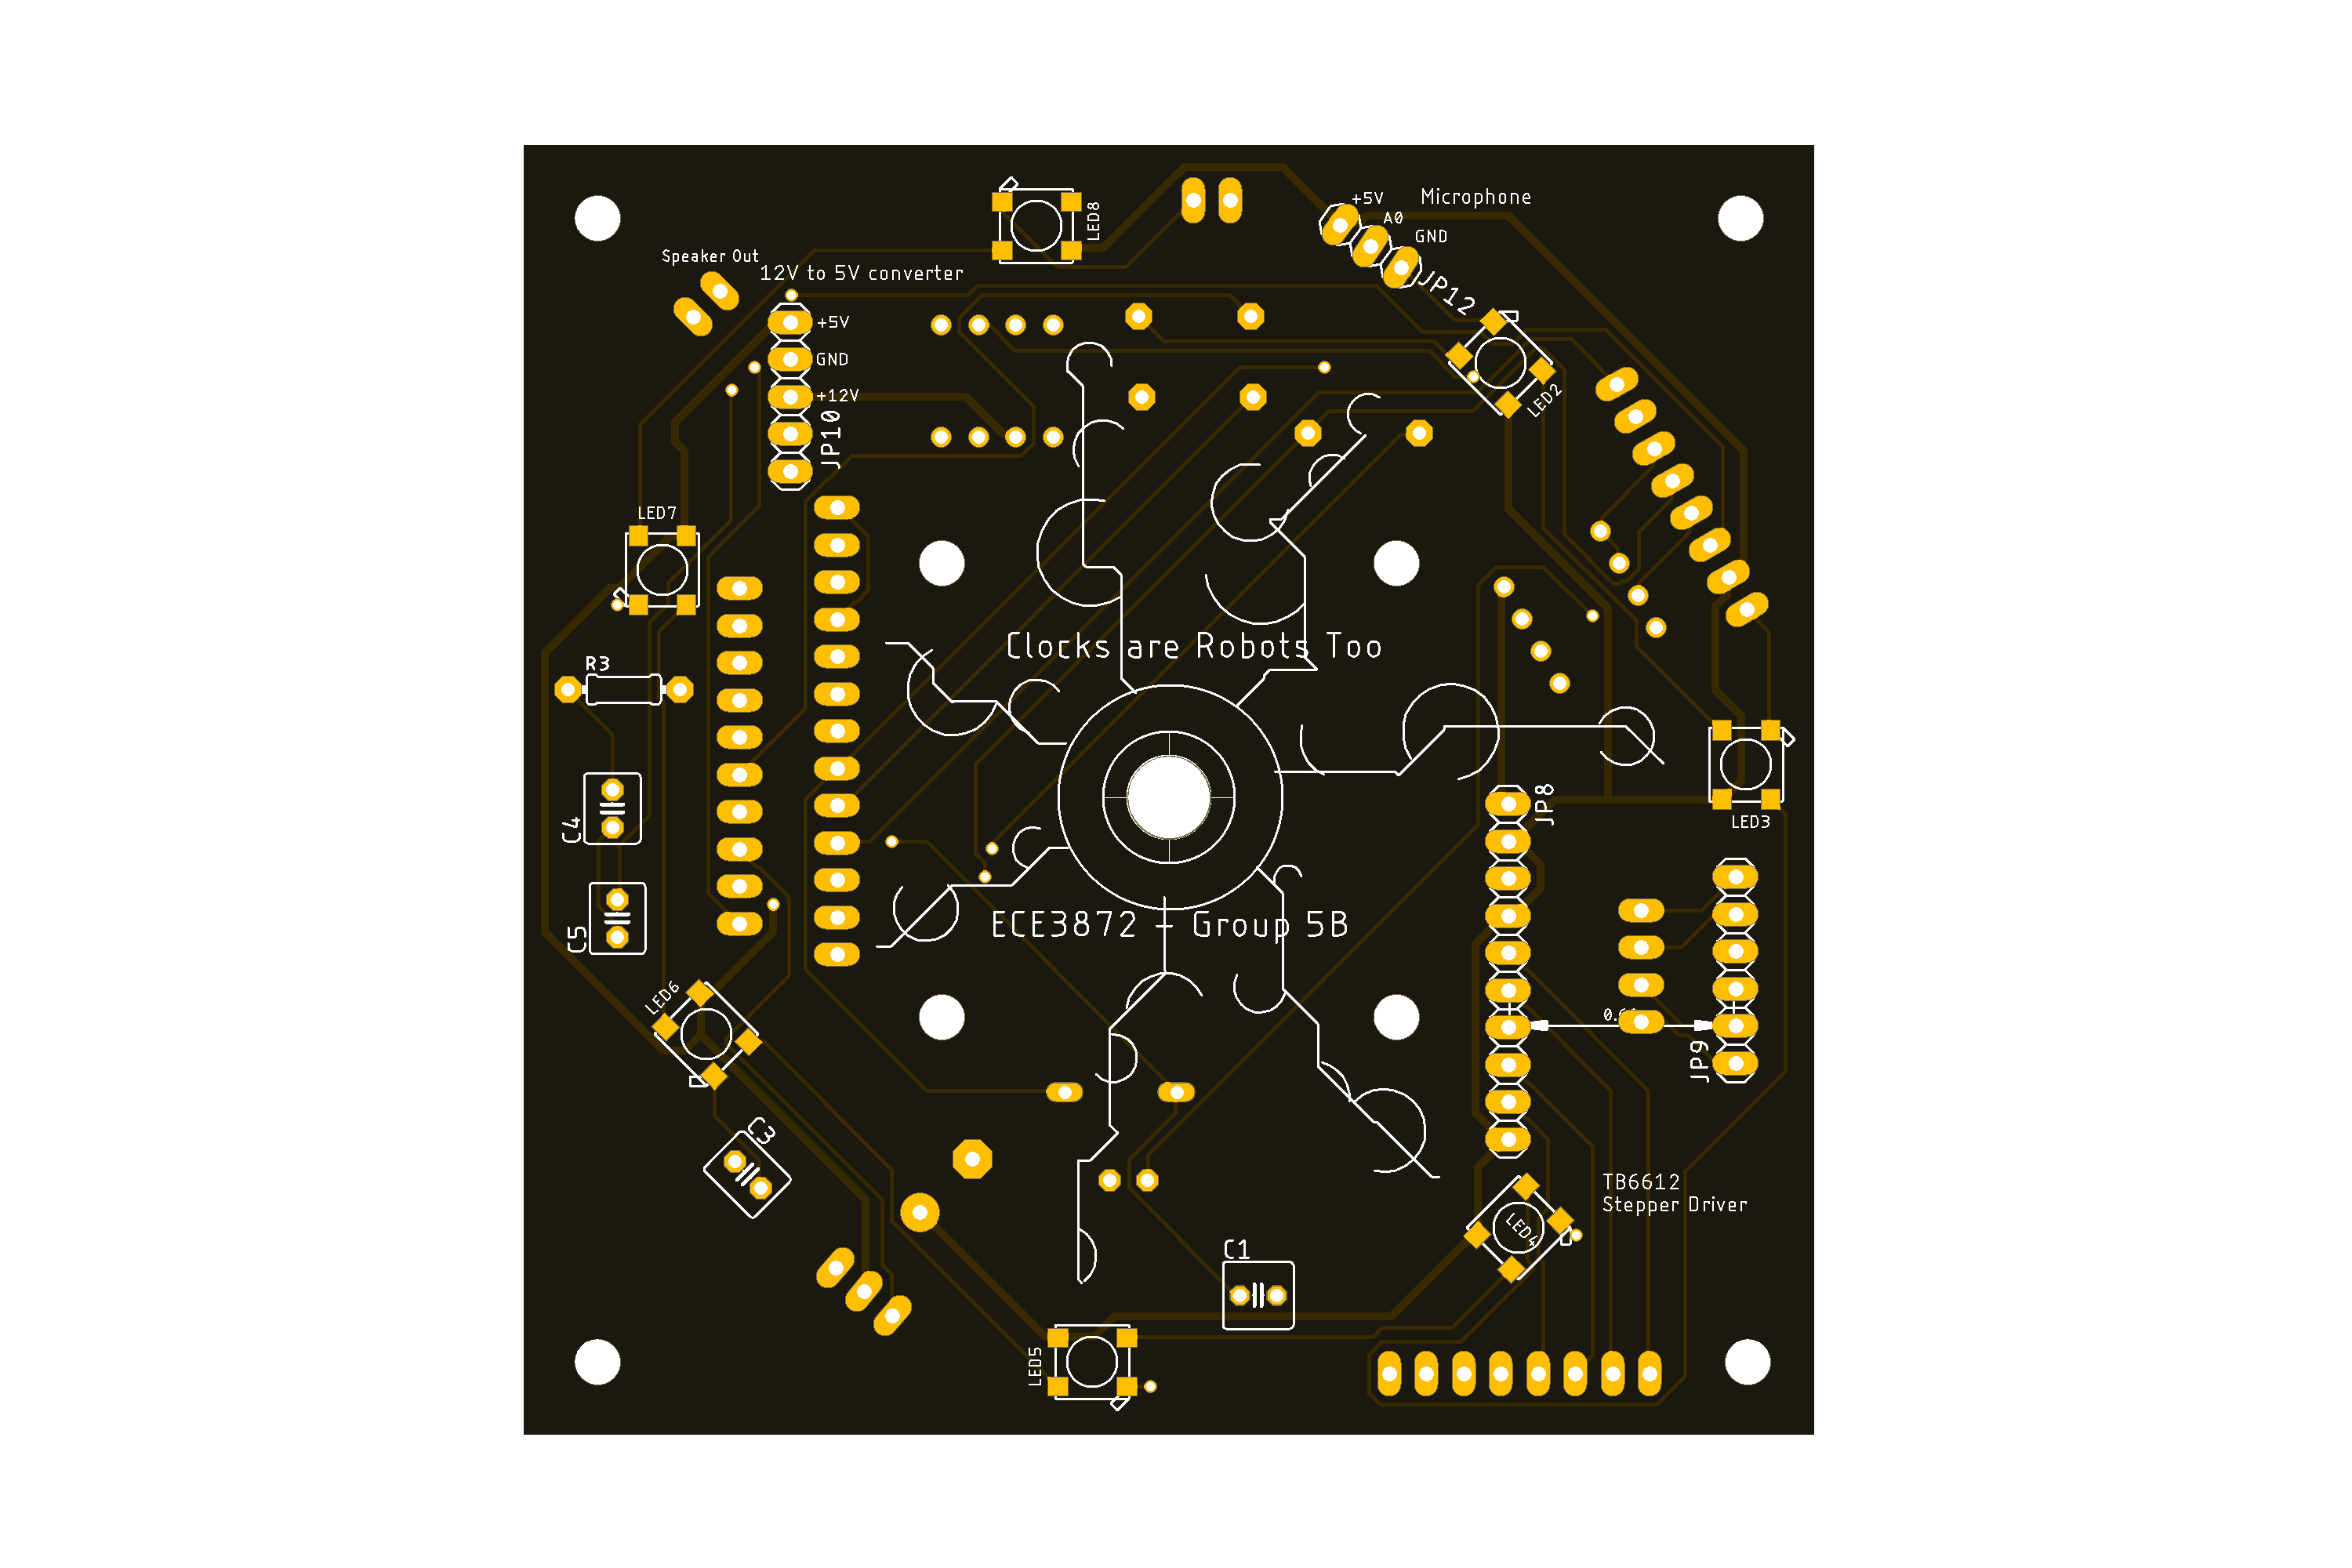 LED8
+5V
Microphone
A0
GND
JP12
Speaker Out
12V to 5V converter
+5V
GND
+12V
JP10
LED2
LED7
R3
Clocks are Robots Too
C4
JP8
LED3
C5
ECE3872 - Group 5B
LED6
JP9
C3
TB6612
Stepper Driver
LED4
C1
LED5